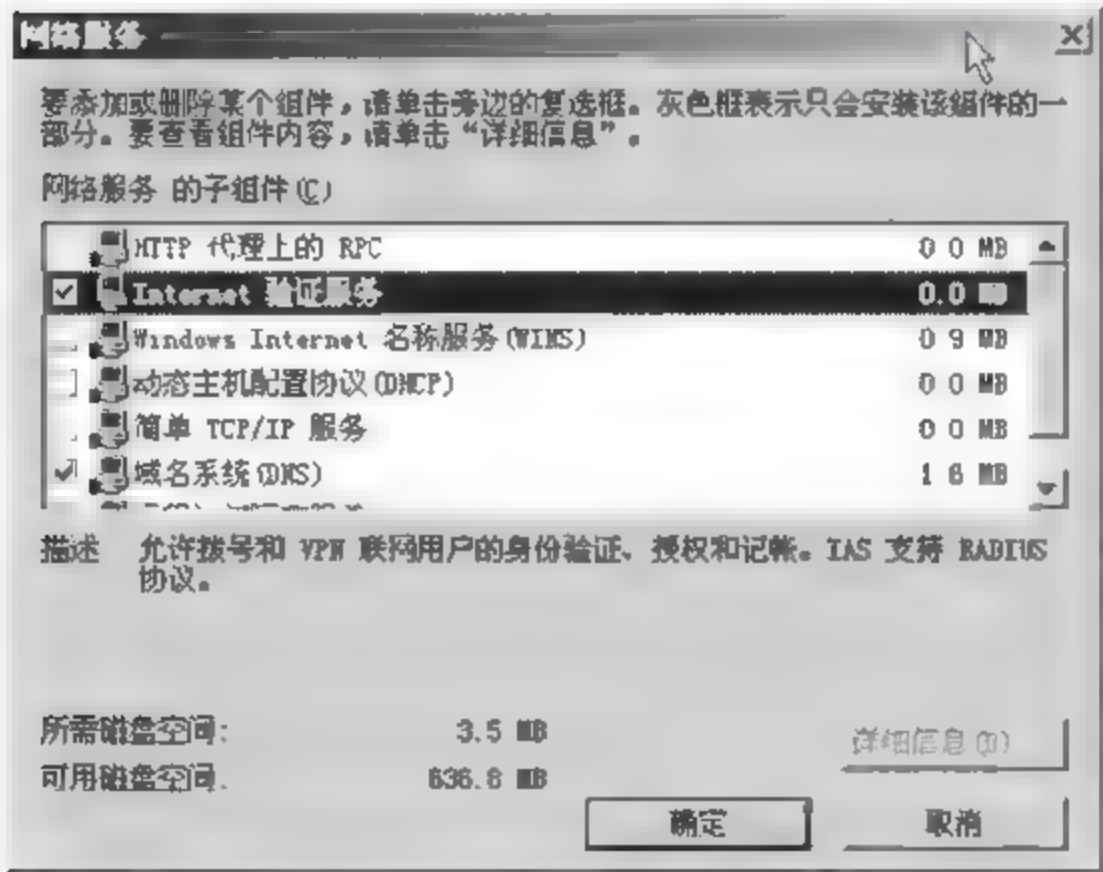 网络服务
要添加或删除某个组件，请单击旁边的复选框。灰色框表示只会安装该组件的一
部分。要查看组件内容，请单击“详细信息”。
网络服务 的子组件(C)
HTTP 代理上的 RPC 0 0 MB
Internet 验证服务 0.0 MB
Windows Internet 名称服务(WINS) 0 9 MB
动态主机配置协议(DHCP) 0 0 MB
简单 TCP/IP 服务 0 0 MB
域名系统(DNS) 1 6 MB
描述 允许拨号和 VPN 联网用户的身份验证、授权和记帐。IAS 支持 RADIUS
协议。
所需磁盘空间: 3.5 MB
详细信息(D)
可用磁盘空间: 636.8 MB
确定 取消